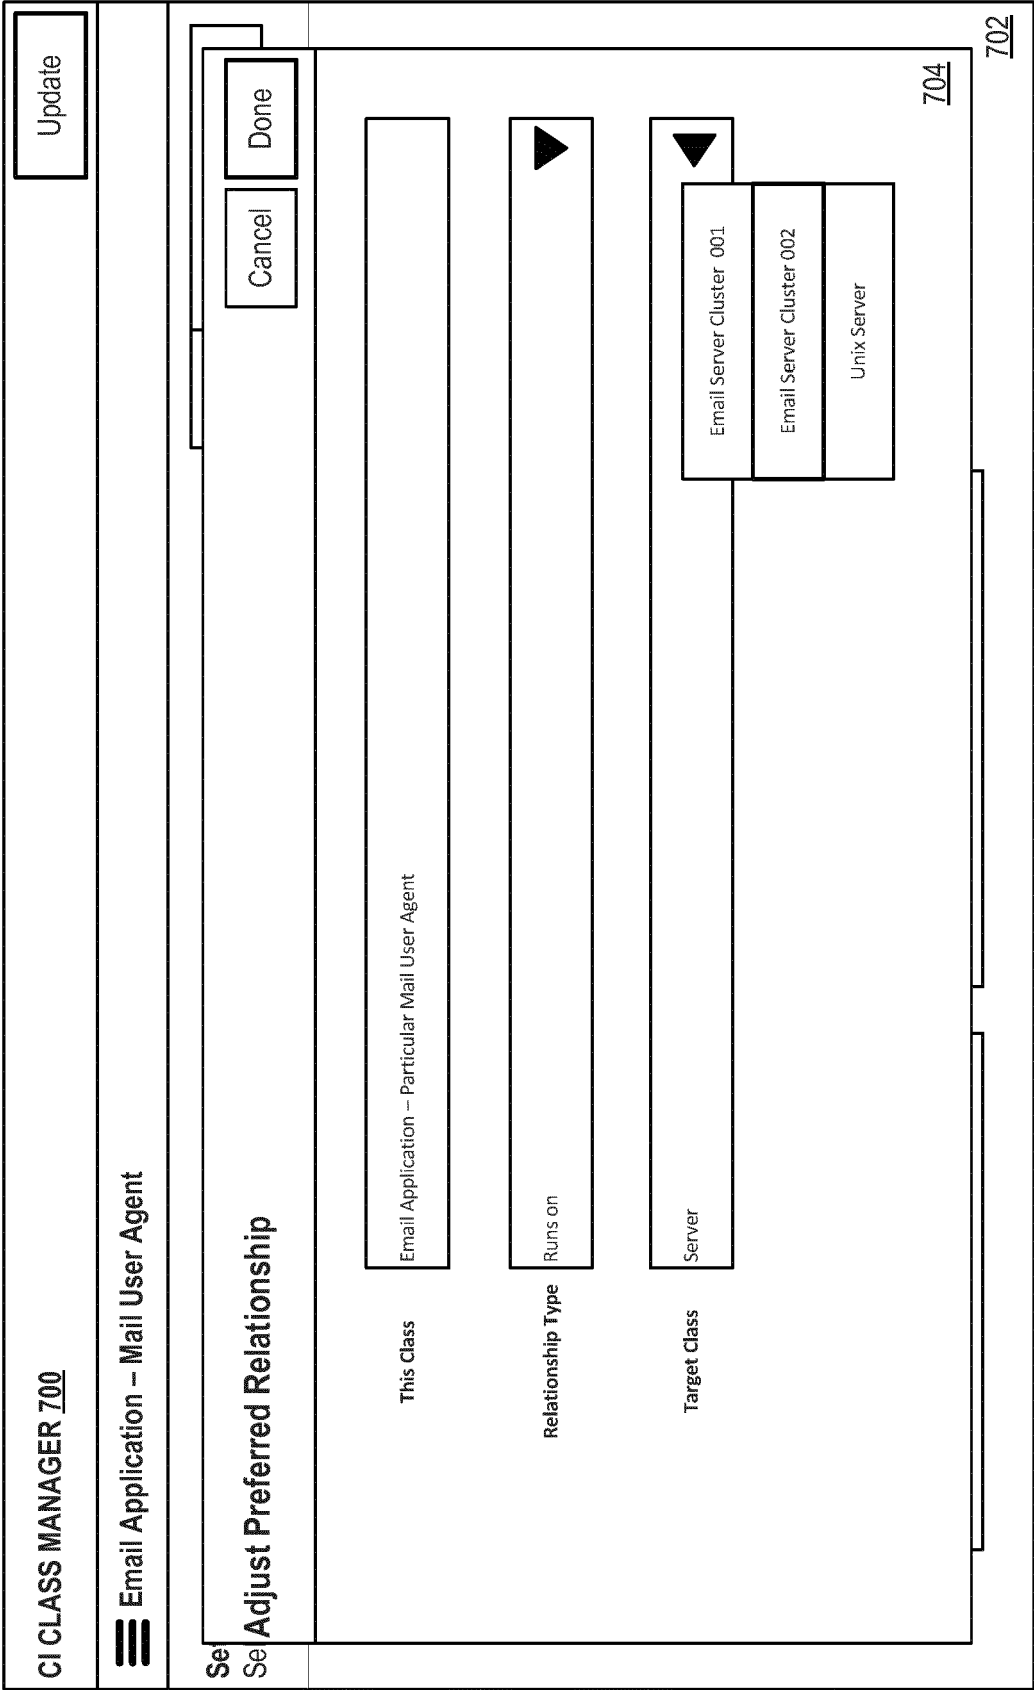 CI CLASS MANAGER 700
Update
Email Application – Mail User Agent
Se
Se
Adjust Preferred Relationship
Cancel
Done
This Class
Email Application – Particular Mail User Agent
Relationship Type
Runs on
Target Class
Server
Email Server Cluster 001
Email Server Cluster 002
Unix Server
704
702